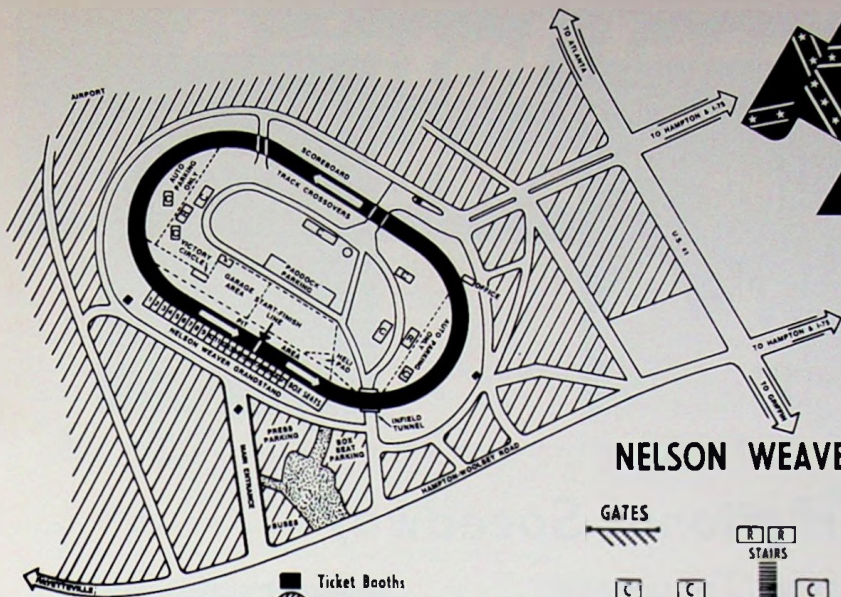 AIRPORT
TO ATLANTA
TO HAMPTON & I-75
SCOREBOARD
TRACK CROSSOVERS
AUTO
PARKING
ONLY
C
R
C
C
C
VICTORY
CIRCLE
GARAGE
AREA
PADDOCK
PARKING
START-FINISH
LINE
C
OFFICE
U.S. 41
PIT
AREA
HELI
PAD
C
R
C
AUTO PARKING
ONLY
NELSON WEAVER GRANDSTAND
BOX SEATS
TO HAMPTON & I-75
TO GRIFFIN
INFIELD
TUNNEL
PRESS
PARKING
BOX
SEAT
PARKING
MAIN ENTRANCE
HAMPTON-WOOLSEY ROAD
BUSES
FAYETTEVILLE
NELSON WEAVE
GATES
R R
STAIRS
C C C
Ticket Booths